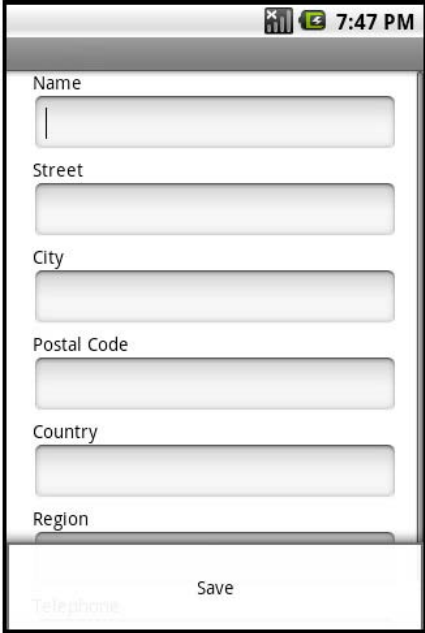 7:47 PM
Name
Street
City
Postal Code
Country
Region
Save
Telephone